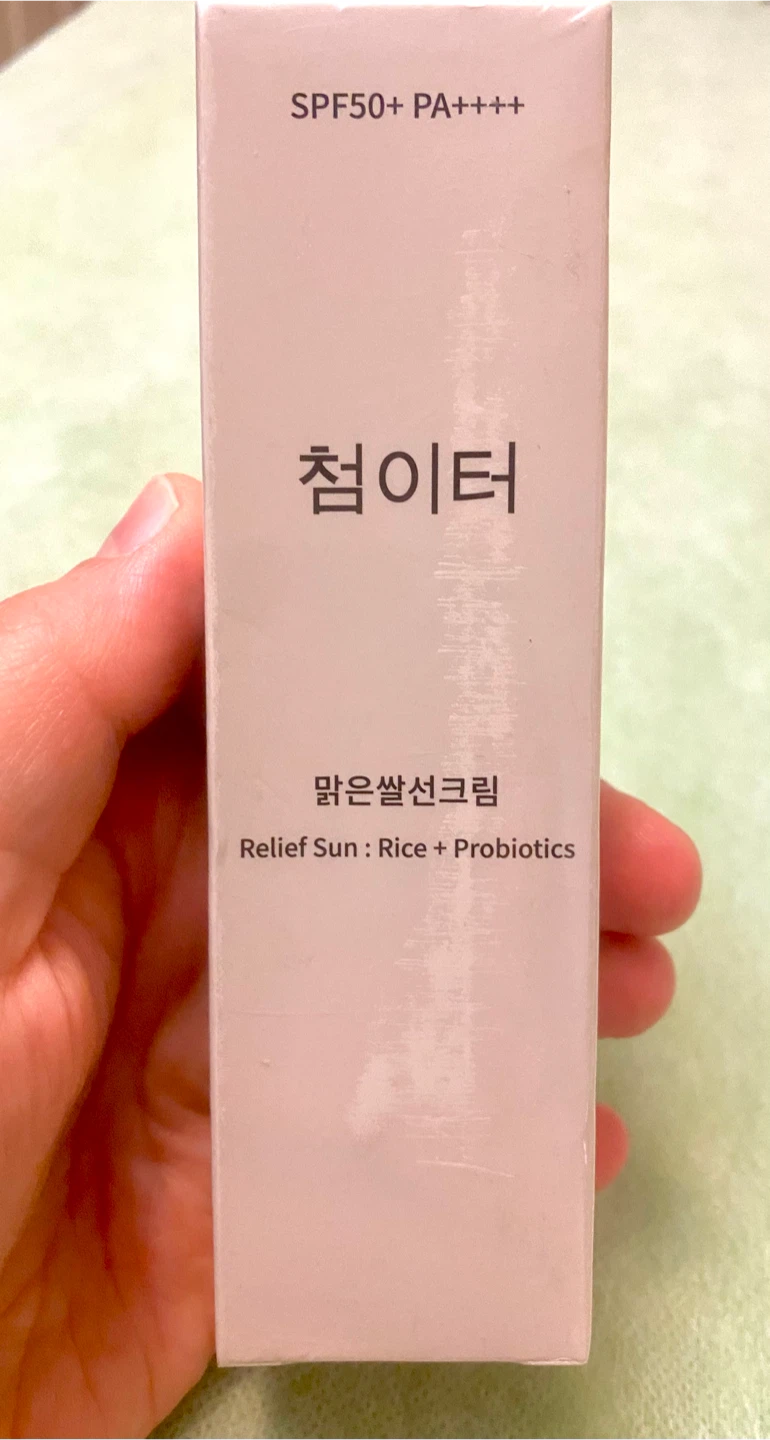 SPF50+ PA++++
첨이터
맑은쌀선크림
Relief Sun : Rice + Probiotics